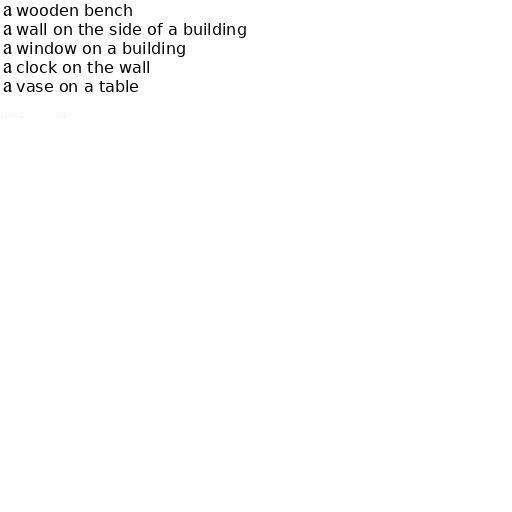 a wooden bench
a wall on the side of a building
a window on a building
a clock on the wall
a vase on a table